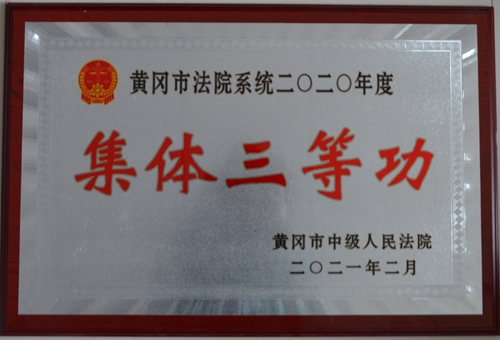 黄冈市法院系统二〇二〇年度
集体三等功
黄冈市中级人民法院
二〇二一年二月